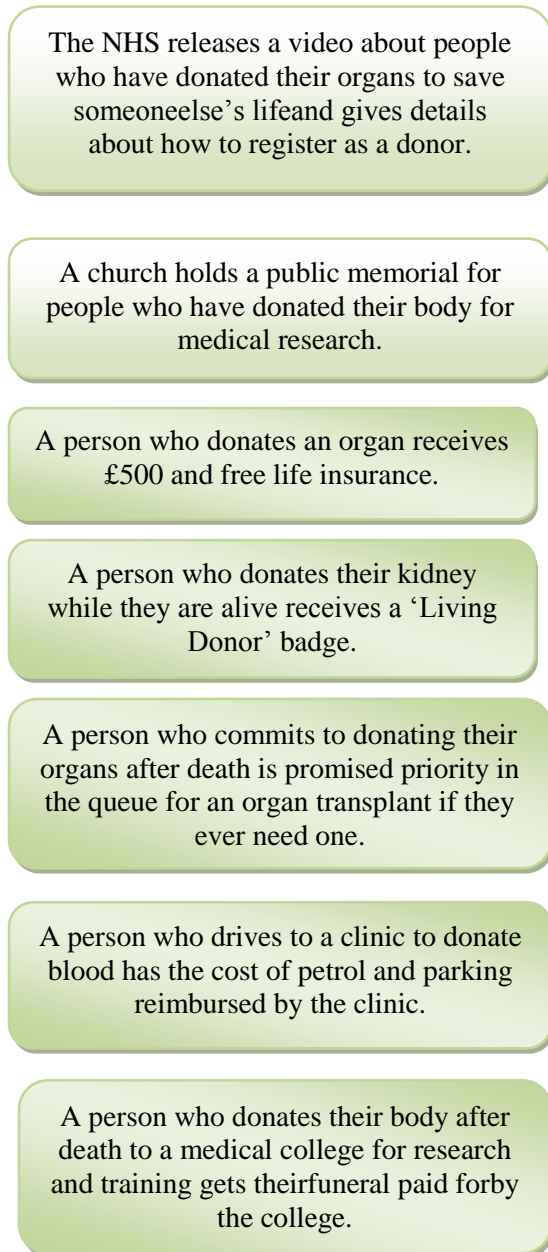 The NHS releases a video about people
who have donated their organs to save
someoneelse’s lifeand gives details
about how to register as a donor.
A church holds a public memorial for
people who have donated their body for
medical research.
A person who donates an organ receives
£500 and free life insurance.
A person who donates their kidney
while they are alive receives a ‘Living
Donor’ badge.
A person who commits to donating their
organs after death is promised priority in
the queue for an organ transplant if they
ever need one.
A person who drives to a clinic to donate
blood has the cost of petrol and parking
reimbursed by the clinic.
A person who donates their body after
death to a medical college for research
and training gets theirfuneral paid forby
the college.